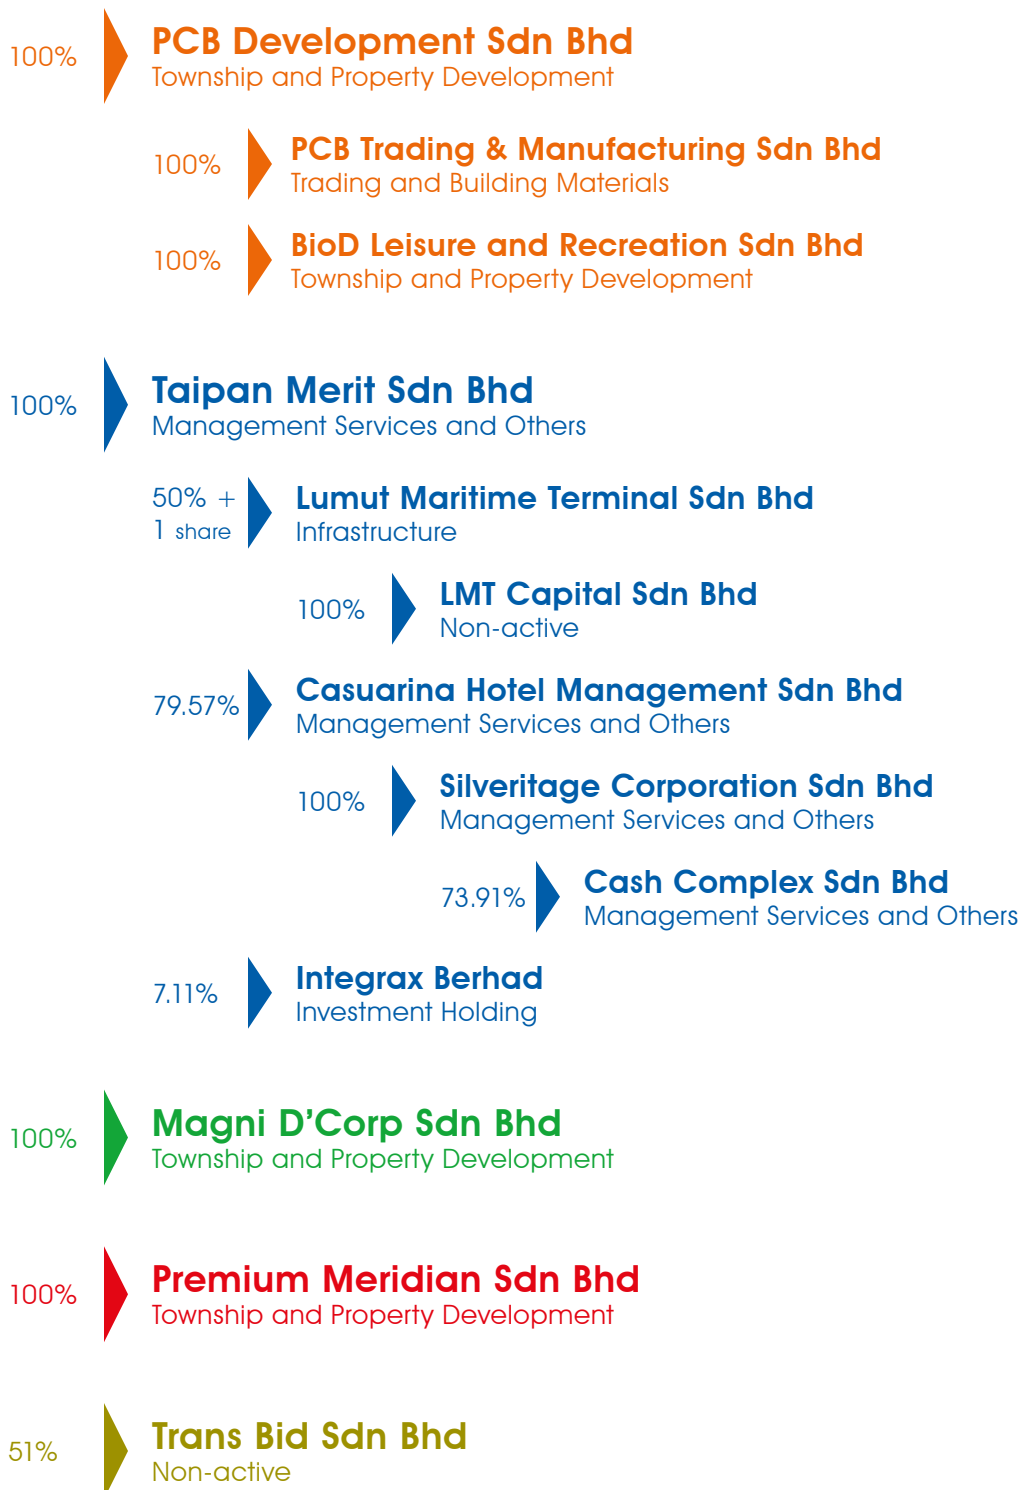 100%
PCB Development Sdn Bhd
Township and Property Development
100%
PCB Trading & Manufacturing Sdn Bhd
Trading and Building Materials
100%
BioD Leisure and Recreation Sdn Bhd
Township and Property Development
100%
Taipan Merit Sdn Bhd
Management Services and Others
50% +
1 share
Lumut Maritime Terminal Sdn Bhd
Infrastructure
100%
LMT Capital Sdn Bhd
Non-active
79.57%
Casuarina Hotel Management Sdn Bhd
Management Services and Others
100%
Silveritage Corporation Sdn Bhd
Management Services and Others
73.91%
Cash Complex Sdn Bhd
Management Services and Others
7.11%
Integrax Berhad
Investment Holding
100%
Magni D’Corp Sdn Bhd
Township and Property Development
100%
Premium Meridian Sdn Bhd
Township and Property Development
51%
Trans Bid Sdn Bhd
Non-active